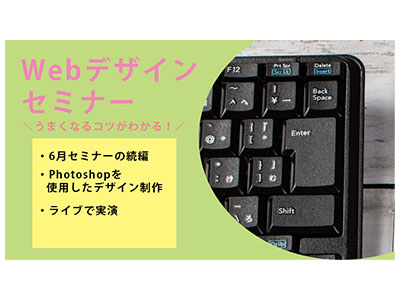 Webデザイン
セミナー
＼うまくなるコツがわかる！／
・6月セミナーの続編
・Photoshopを
使用したデザイン制作
・ライブで実演
F12
Prt Scr
Delete
Insert
Back
Space
Enter
Shift